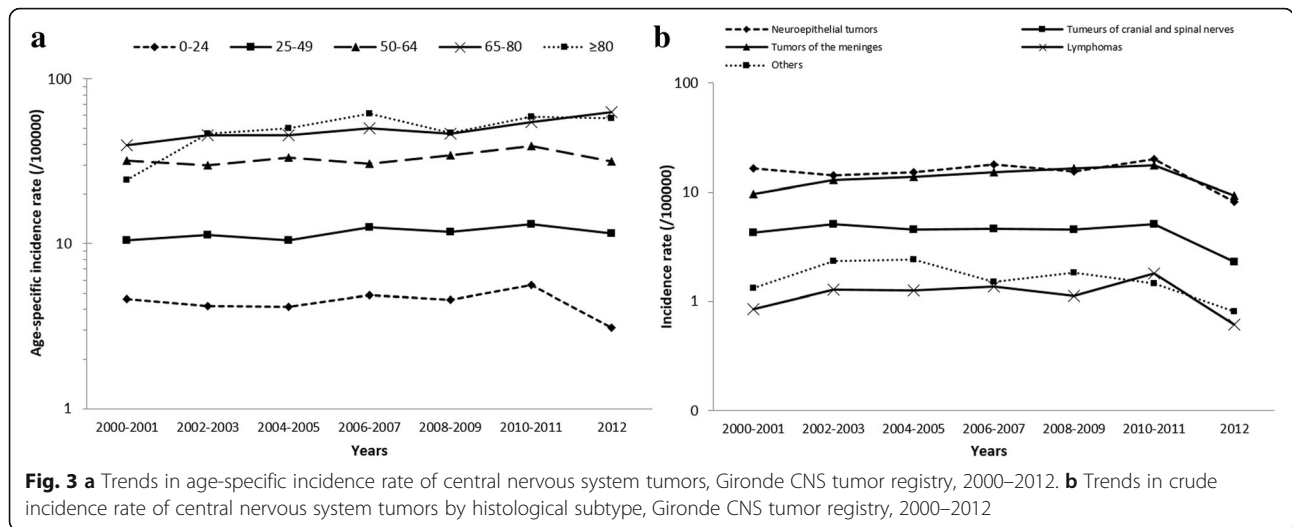 a
0-24 25-49 50-64 65-80 ≥80
100
10
1
Age-specific incidence rate (/100000)
2000-2001 2002-2003 2004-2005 2006-2007 2008-2009 2010-2011 2012
Years
b
Neuroepithelial tumors Tumeurs of cranial and spinal nerves
Tumors of the meninges Lymphomas
Others
100
10
1
0
Incidence rate (/100000)
2000-2001 2002-2003 2004-2005 2006-2007 2008-2009 2010-2011 2012
Years
Fig. 3 a Trends in age-specific incidence rate of central nervous system tumors, Gironde CNS tumor registry, 2000–2012. b Trends in crude
incidence rate of central nervous system tumors by histological subtype, Gironde CNS tumor registry, 2000–2012